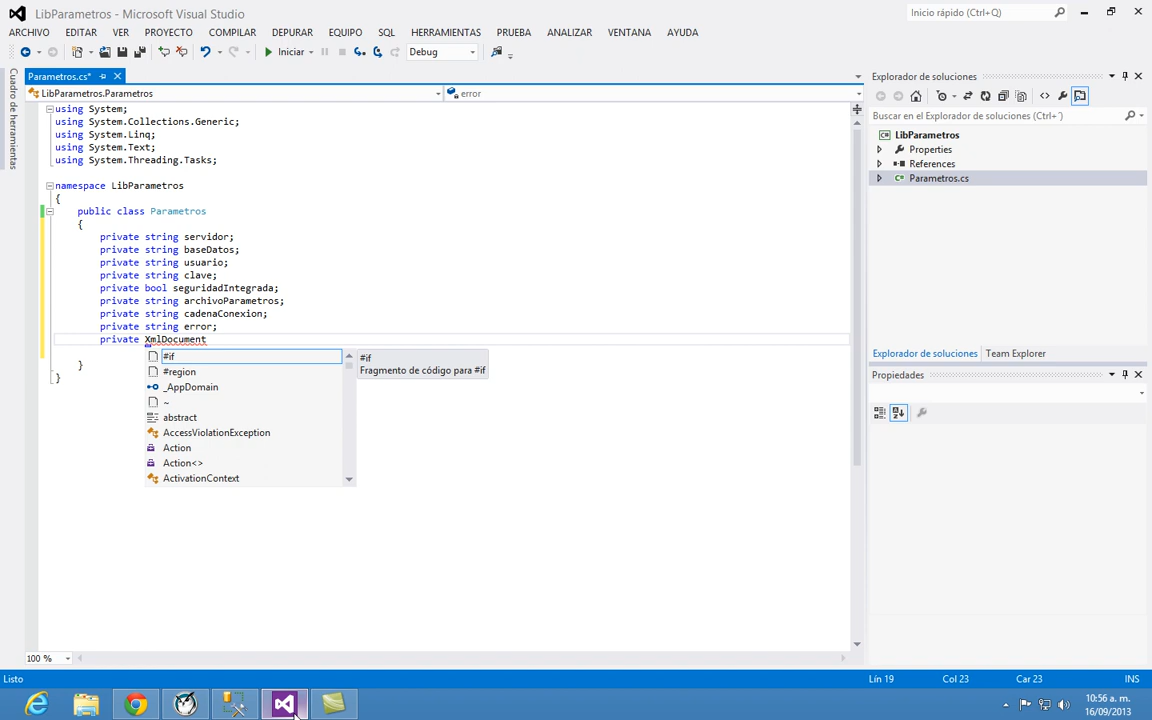 LibParametros - Microsoft Visual Studio
Inicio rápido (Ctrl+Q)
ARCHIVO EDITAR VER PROYECTO COMPILAR DEPURAR EQUIPO SQL HERRAMIENTAS PRUEBA ANALIZAR VENTANA AYUDA
Iniciar Debug
Cuadro de herramientas
Parametros.cs*
LibParametros.Parametros
error
using System;
using System.Collections.Generic;
using System.Linq;
using System.Text;
using System.Threading.Tasks;
namespace LibParametros
{
public class Parametros
{
private string servidor;
private string baseDatos;
private string usuario;
private string clave;
private bool seguridadIntegrada;
private string archivoParametros;
private string cadenaConexion;
private string error;
private XmlDocument
}
}
#if
#region
_AppDomain
~
abstract
AccessViolationException
Action
Action<>
ActivationContext
#if
Fragmento de código para #if
100 %
Explorador de soluciones
Buscar en el Explorador de soluciones (Ctrl+´)
LibParametros
Properties
References
Parametros.cs
Explorador de soluciones Team Explorer
Propiedades
Listo
Lín 19 Col 23 Car 23 INS
10:56 a. m.
16/09/2013